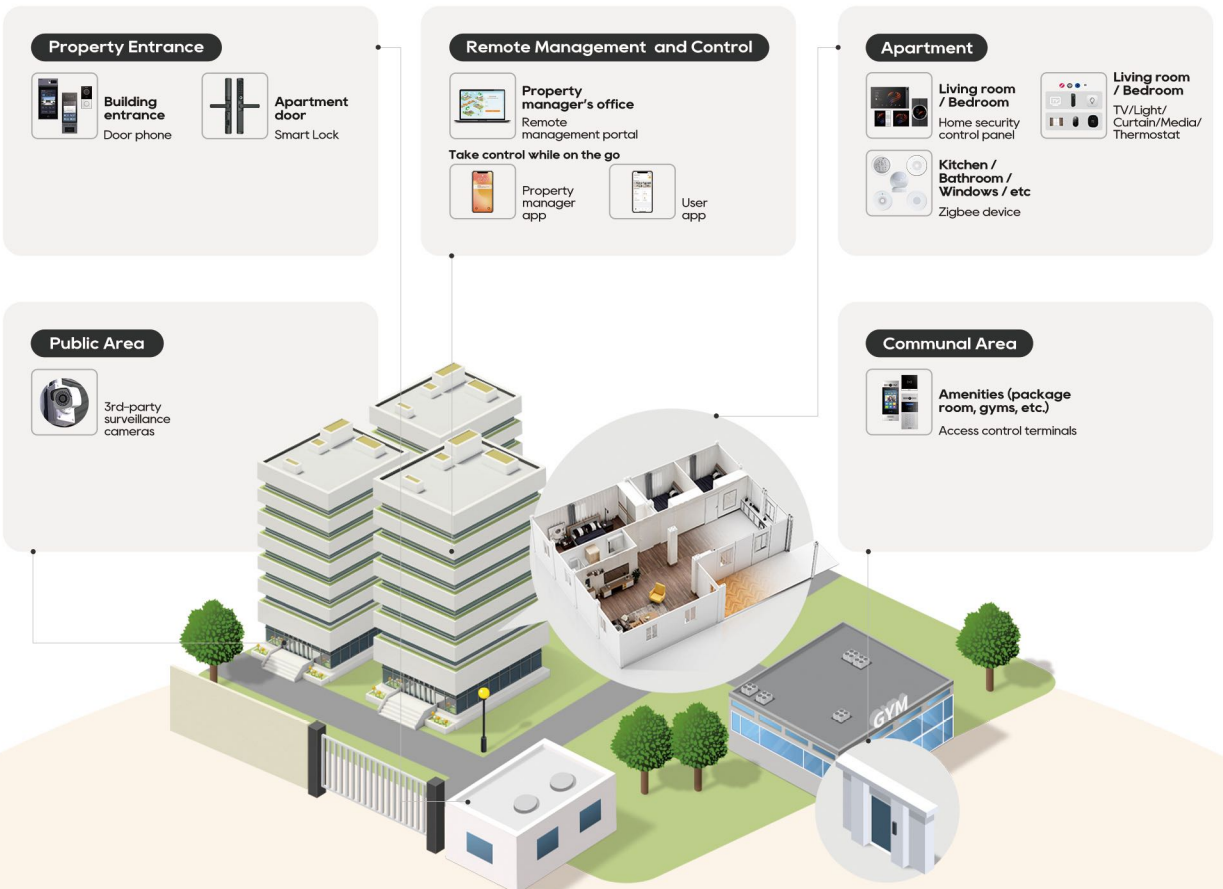 Property Entrance
Building
entrance
Door phone
Apartment
door
Smart Lock
Remote Management and Control
Property
manager's office
Remote
management portal
Take control while on the go
Property
manager
app
User
app
Apartment
Living room
/ Bedroom
Home security
control panel
Living room
/ Bedroom
TV/Light/
Curtain/Media/
Thermostat
Kitchen /
Bathroom /
Windows / etc
Zigbee device
Public Area
3rd-party
surveillance
cameras
Communal Area
Amenities (package
room, gyms, etc.)
Access control terminals
GYM